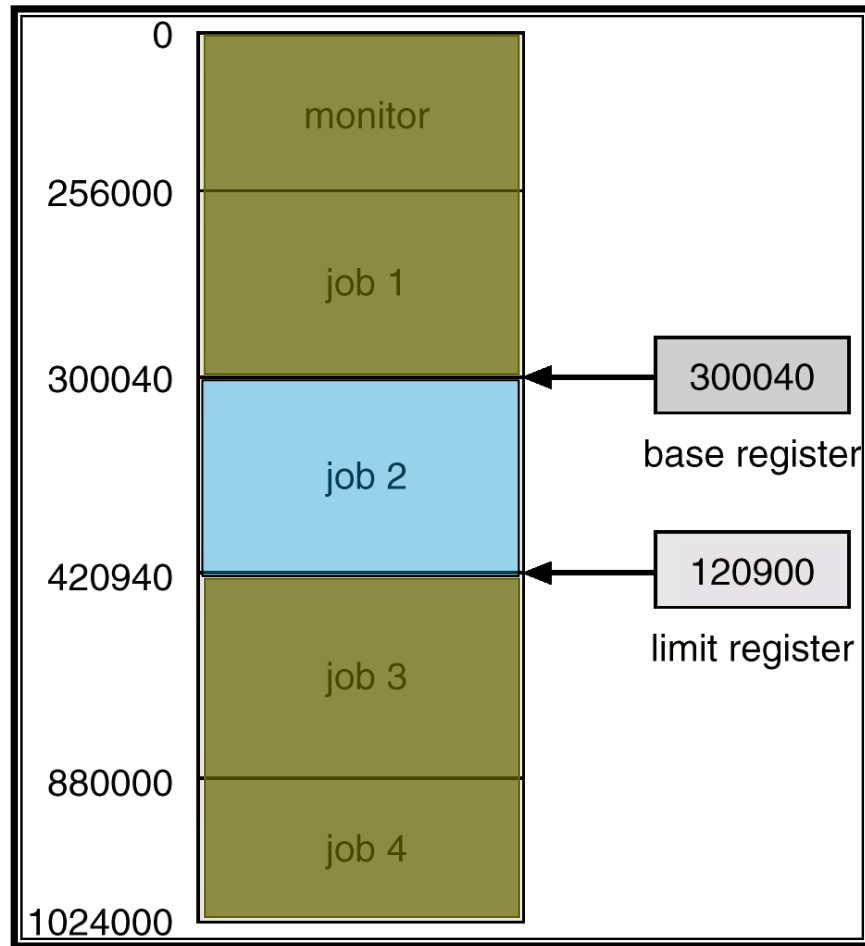 0
monitor
256000
job 1
300040
300040
base register
job 2
420940
120900
limit register
job 3
880000
job 4
1024000